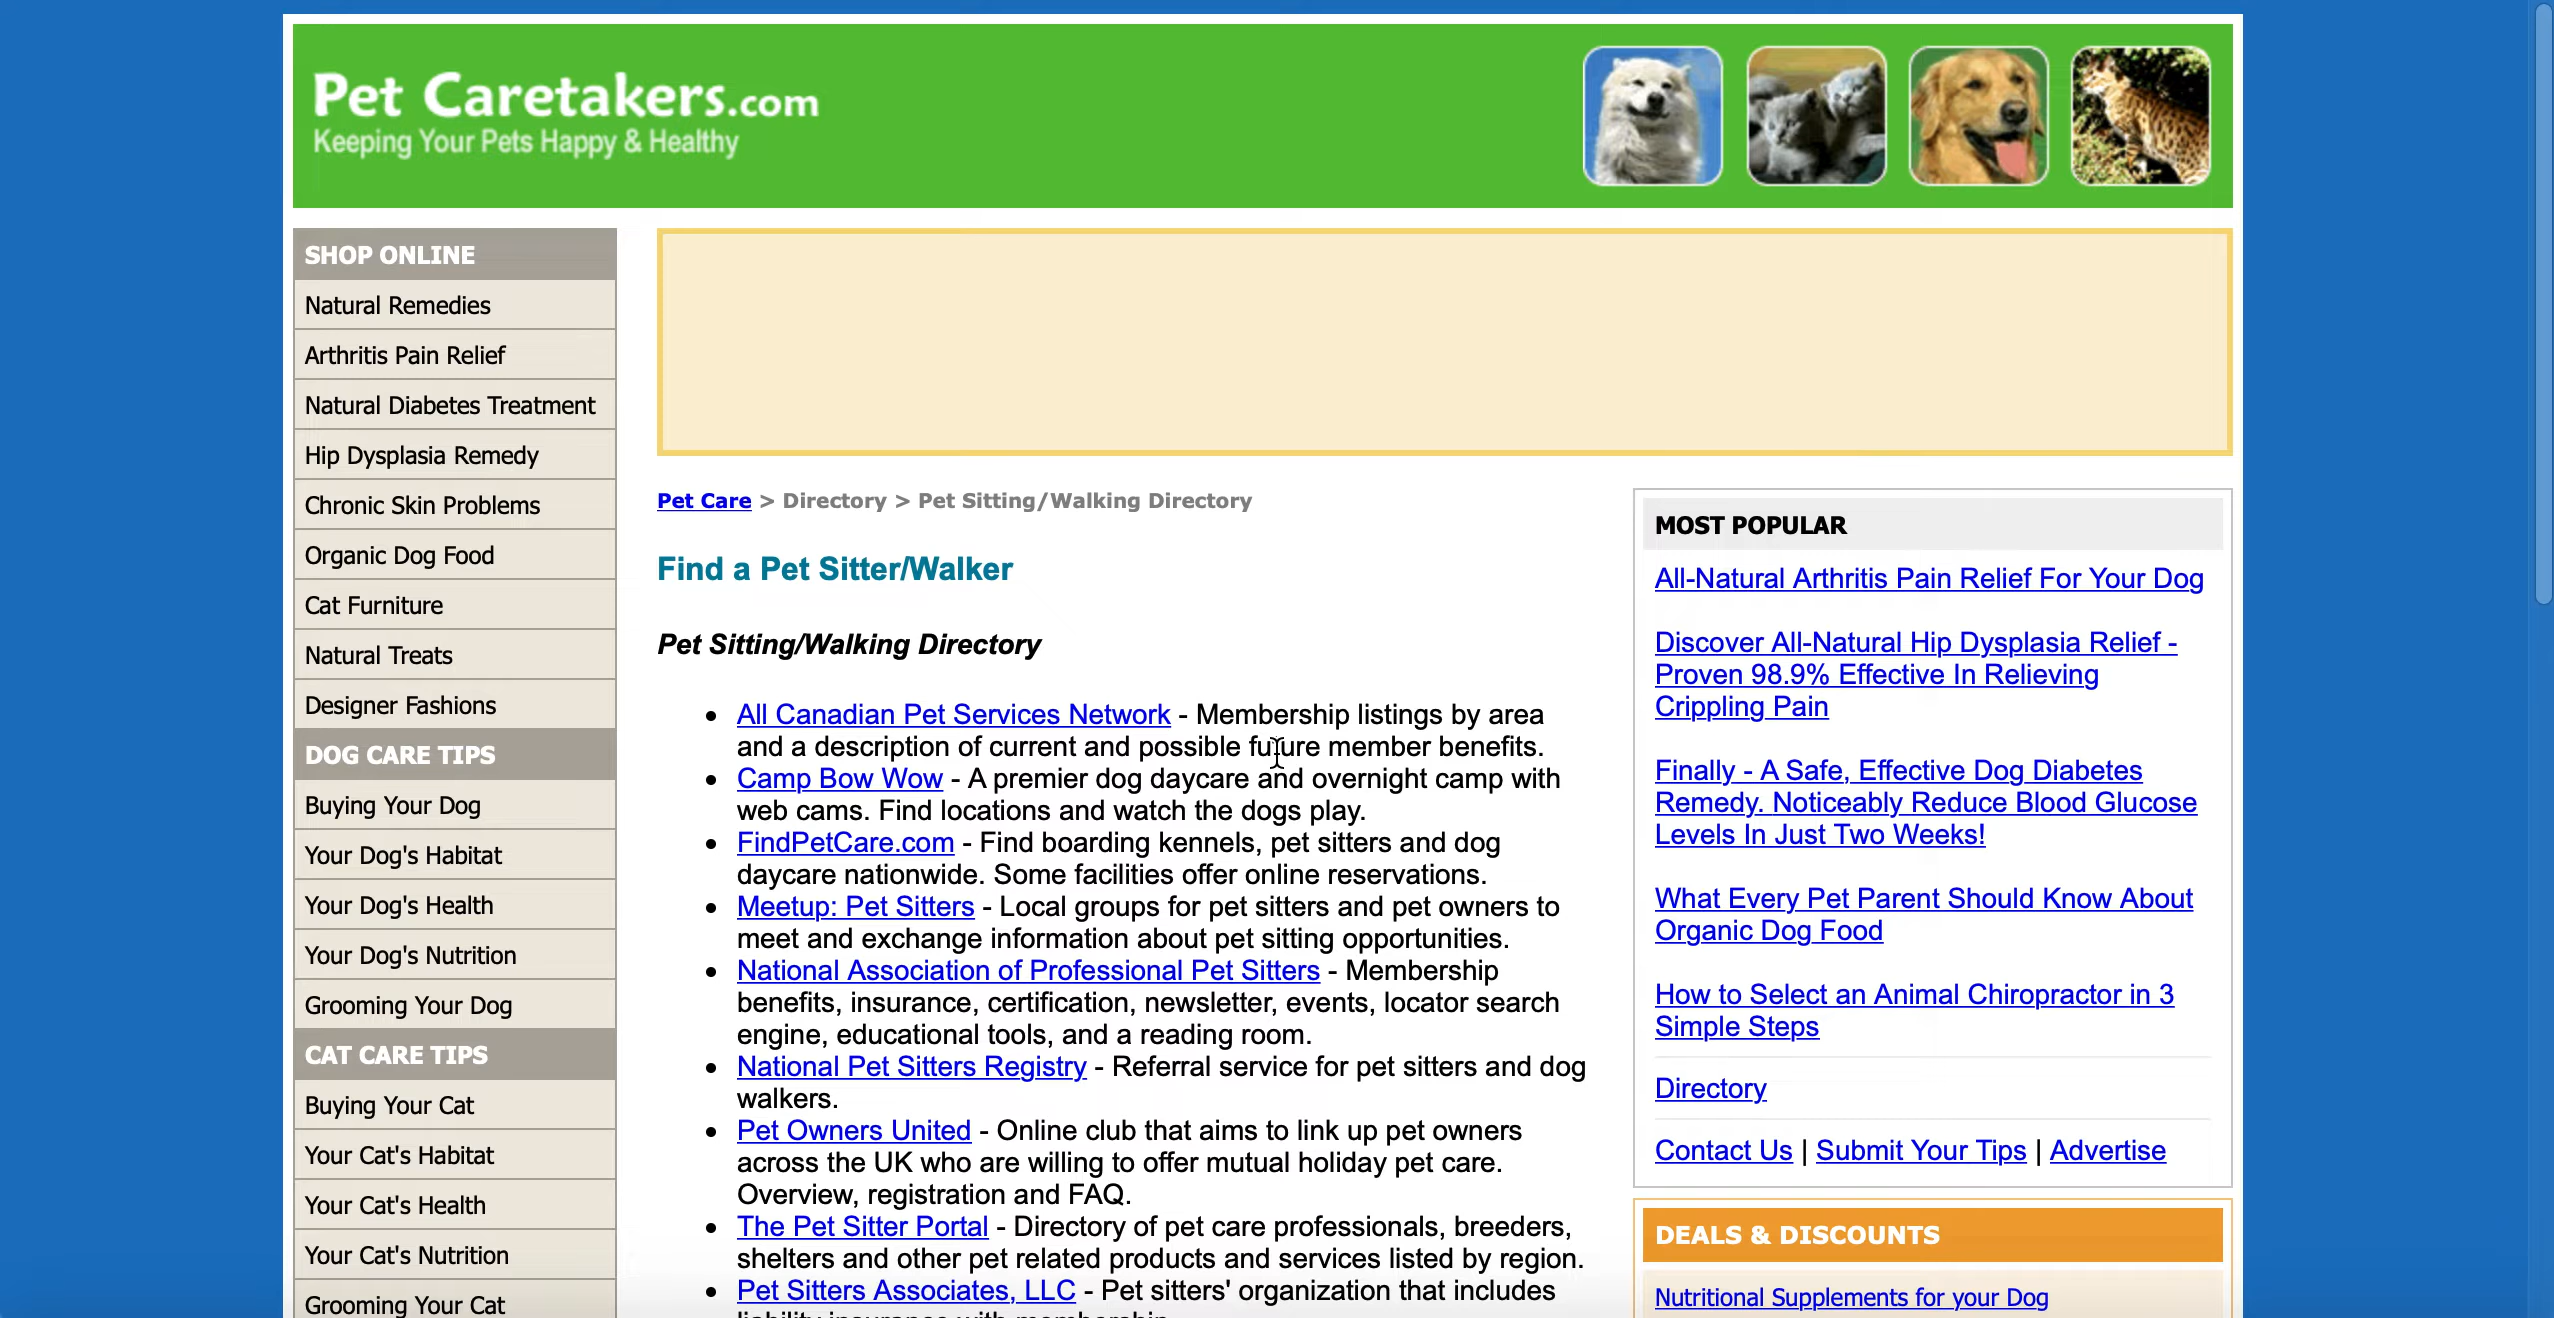 Pet Caretakers.com
Keeping Your Pets Happy & Healthy
SHOP ONLINE
Natural Remedies
Arthritis Pain Relief
Natural Diabetes Treatment
Hip Dysplasia Remedy
Chronic Skin Problems
Organic Dog Food
Cat Furniture
Natural Treats
Designer Fashions
DOG CARE TIPS
Buying Your Dog
Your Dog's Habitat
Your Dog's Health
Your Dog's Nutrition
Grooming Your Dog
CAT CARE TIPS
Buying Your Cat
Your Cat's Habitat
Your Cat's Health
Your Cat's Nutrition
Grooming Your Cat
Pet Care > Directory > Pet Sitting/Walking Directory
Find a Pet Sitter/Walker
Pet Sitting/Walking Directory
• All Canadian Pet Services Network - Membership listings by area
and a description of current and possible future member benefits.
• Camp Bow Wow - A premier dog daycare and overnight camp with
web cams. Find locations and watch the dogs play.
• FindPetCare.com - Find boarding kennels, pet sitters and dog
daycare nationwide. Some facilities offer online reservations.
• Meetup: Pet Sitters - Local groups for pet sitters and pet owners to
meet and exchange information about pet sitting opportunities.
• National Association of Professional Pet Sitters - Membership
benefits, insurance, certification, newsletter, events, locator search
engine, educational tools, and a reading room.
• National Pet Sitters Registry - Referral service for pet sitters and dog
walkers.
• Pet Owners United - Online club that aims to link up pet owners
across the UK who are willing to offer mutual holiday pet care.
Overview, registration and FAQ.
• The Pet Sitter Portal - Directory of pet care professionals, breeders,
shelters and other pet related products and services listed by region.
• Pet Sitters Associates, LLC - Pet sitters' organization that includes
liability insurance with membership.
MOST POPULAR
All-Natural Arthritis Pain Relief For Your Dog
Discover All-Natural Hip Dysplasia Relief -
Proven 98.9% Effective In Relieving
Crippling Pain
Finally - A Safe, Effective Dog Diabetes
Remedy. Noticeably Reduce Blood Glucose
Levels In Just Two Weeks!
What Every Pet Parent Should Know About
Organic Dog Food
How to Select an Animal Chiropractor in 3
Simple Steps
Directory
Contact Us | Submit Your Tips | Advertise
DEALS & DISCOUNTS
Nutritional Supplements for your Dog